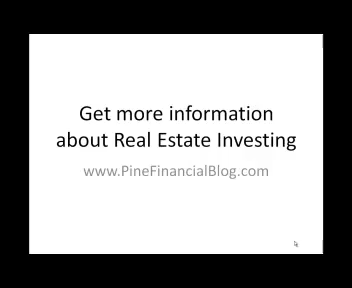 Get more information
about Real Estate Investing
www.PineFinancialBlog.com